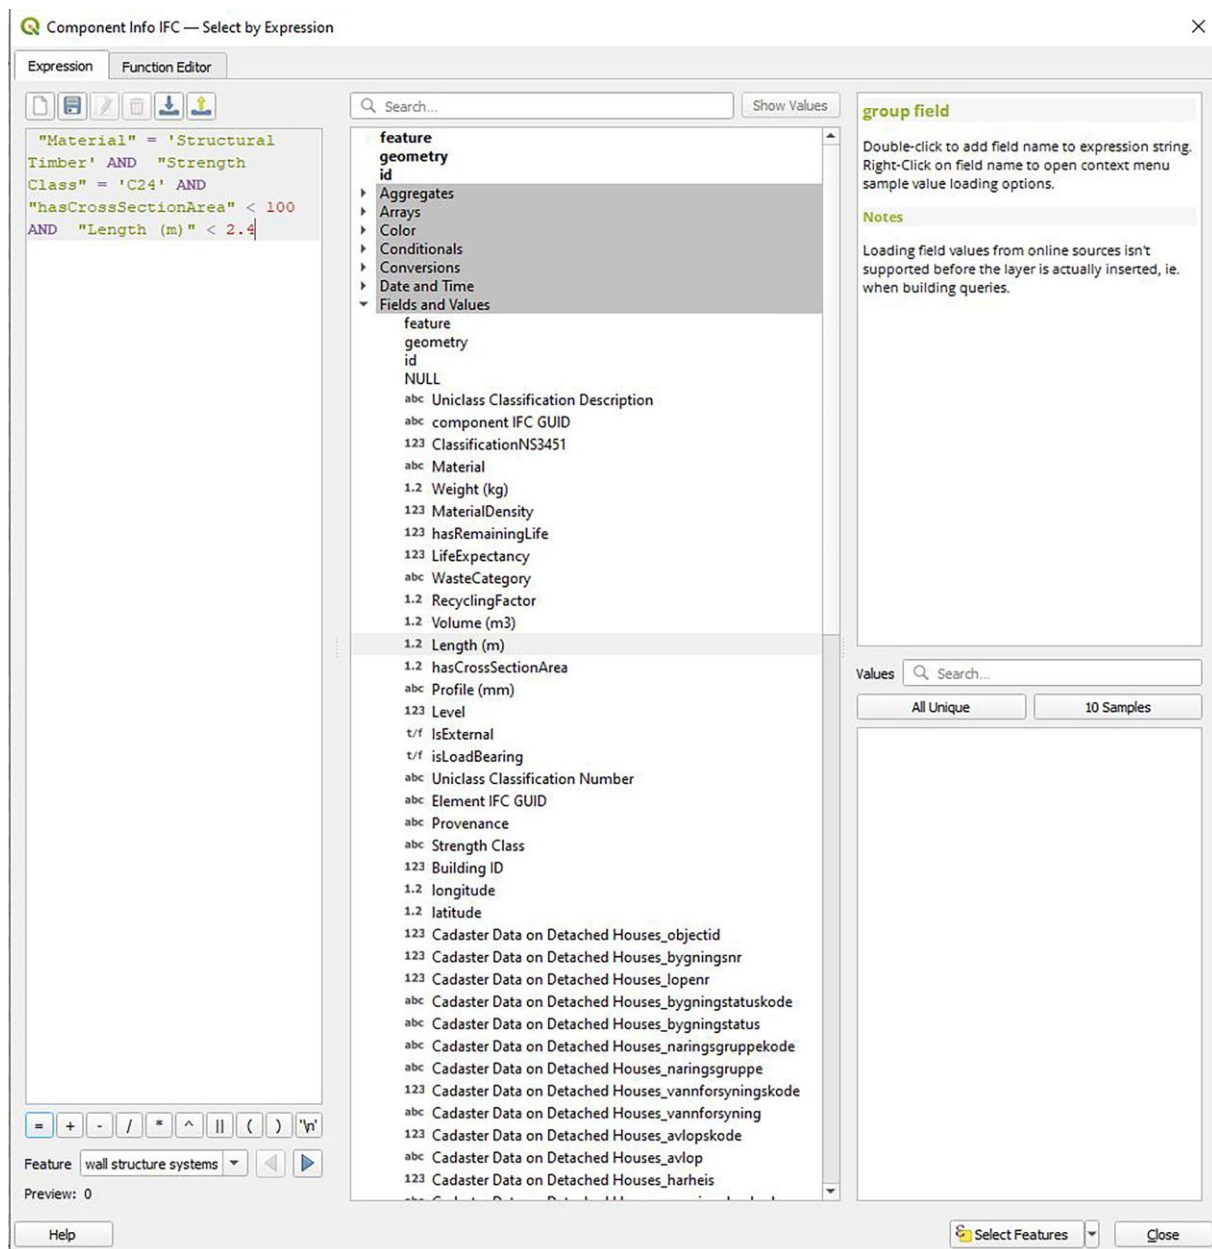 Component Info IFC — Select by Expression
Expression
Function Editor
"Material" = 'Structural
Timber' AND "Strength
Class" = 'C24' AND
"hasCrossSectionArea" < 100
AND "Length (m)" < 2.4
= + - / * ^ || ( ) '\n'
Feature wall structure systems
Preview: 0
Help
Search...
Show Values
feature
geometry
id
Aggregates
Arrays
Color
Conditionals
Conversions
Date and Time
Fields and Values
feature
geometry
id
NULL
abc Uniclass Classification Description
abc component IFC GUID
123 ClassificationNS3451
abc Material
1.2 Weight (kg)
123 MaterialDensity
123 hasRemainingLife
123 LifeExpectancy
abc WasteCategory
1.2 RecyclingFactor
1.2 Volume (m3)
1.2 Length (m)
1.2 hasCrossSectionArea
abc Profile (mm)
123 Level
t/f IsExternal
t/f isLoadBearing
abc Uniclass Classification Number
abc Element IFC GUID
abc Provenance
abc Strength Class
123 Building ID
1.2 longitude
1.2 latitude
123 Cadaster Data on Detached Houses_objectid
123 Cadaster Data on Detached Houses_bygningsnr
123 Cadaster Data on Detached Houses_lopenr
abc Cadaster Data on Detached Houses_bygningstatuskode
abc Cadaster Data on Detached Houses_bygningstatus
abc Cadaster Data on Detached Houses_naringsgruppekode
abc Cadaster Data on Detached Houses_naringsgruppe
123 Cadaster Data on Detached Houses_vannforsyningskode
abc Cadaster Data on Detached Houses_vannforsyning
123 Cadaster Data on Detached Houses_avlopskode
abc Cadaster Data on Detached Houses_avlop
123 Cadaster Data on Detached Houses_harheis
group field
Double-click to add field name to expression string.
Right-Click on field name to open context menu
sample value loading options.
Notes
Loading field values from online sources isn't
supported before the layer is actually inserted, ie.
when building queries.
Values Search...
All Unique
10 Samples
Select Features
Close